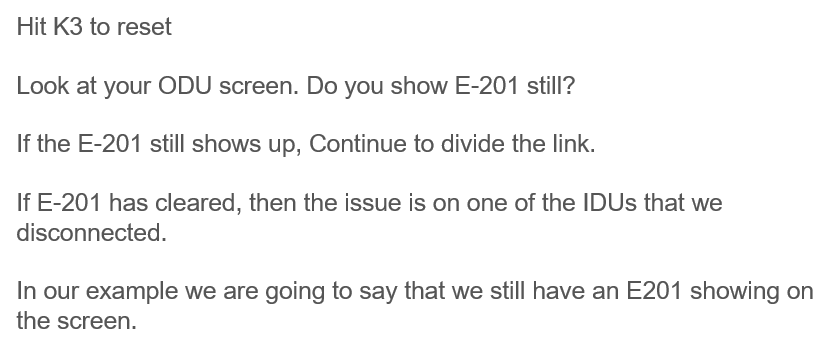 Hit K3 to reset
Look at your ODU screen. Do you show E-201 still?
If the E-201 still shows up, Continue to divide the link.
If E-201 has cleared, then the issue is on one of the IDUs that we
disconnected.
In our example we are going to say that we still have an E201 showing on
the screen.